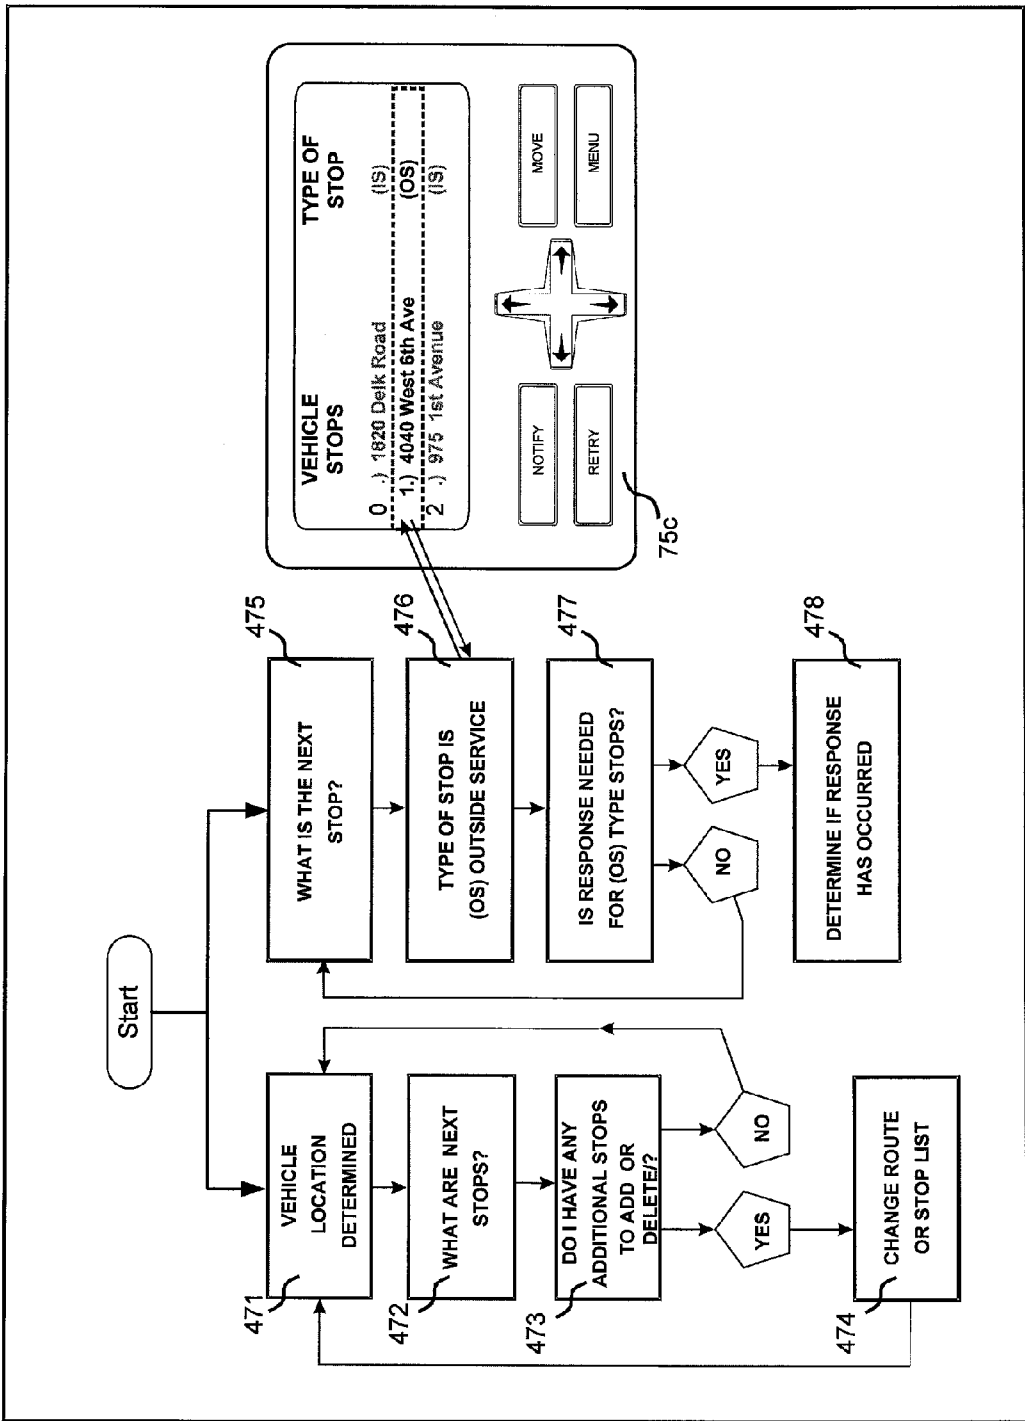 Start
471
VEHICLE
LOCATION
DETERMINED
472
WHAT ARE NEXT
STOPS?
473
DO I HAVE ANY
ADDITIONAL STOPS
TO ADD OR
DELETE/?
YES
NO
474
CHANGE ROUTE
OR STOP LIST
475
WHAT IS THE NEXT
STOP?
476
TYPE OF STOP IS
(OS) OUTSIDE SERVICE
477
IS RESPONSE NEEDED
FOR (OS) TYPE STOPS?
NO
YES
478
DETERMINE IF RESPONSE
HAS OCCURRED
VEHICLE
STOPS
TYPE OF
STOP
0 .) 1820 Delk Road (IS)
1.) 4040 West 6th Ave (OS)
2 .) 975 1st Avenue (IS)
NOTIFY
MOVE
RETRY
MENU
75c